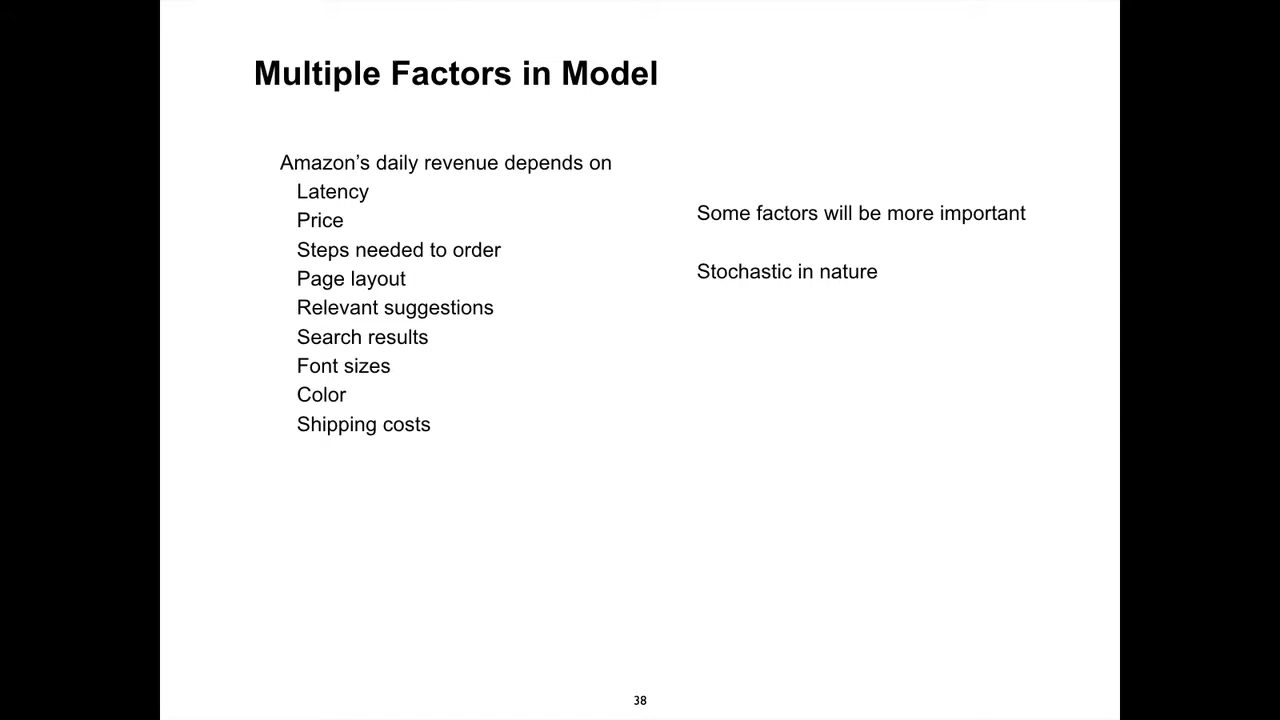 Multiple Factors in Model
Amazon’s daily revenue depends on
Latency
Price
Steps needed to order
Page layout
Relevant suggestions
Search results
Font sizes
Color
Shipping costs
Some factors will be more important
Stochastic in nature
38